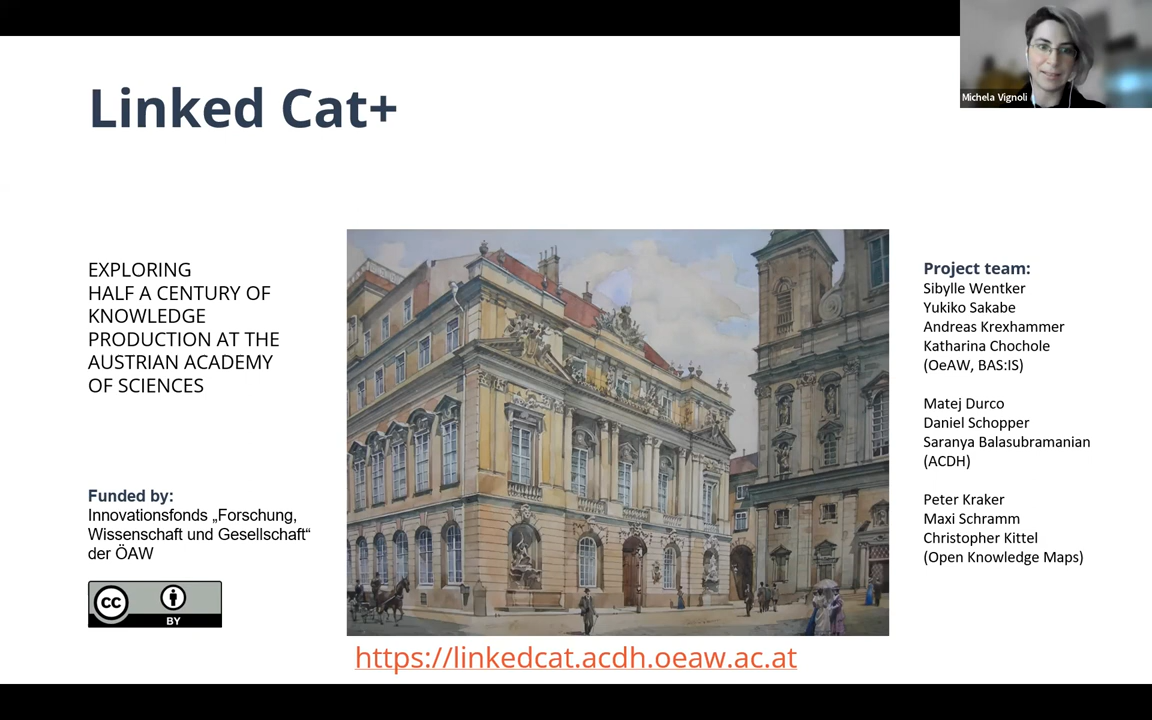 Linked Cat+
Michela Vignoli
EXPLORING
HALF A CENTURY OF
KNOWLEDGE
PRODUCTION AT THE
AUSTRIAN ACADEMY
OF SCIENCES
Funded by:
Innovationsfonds „Forschung,
Wissenschaft und Gesellschaft“
der ÖAW
CC
BY
https://linkedcat.acdh.oeaw.ac.at
Project team:
Sibylle Wentker
Yukiko Sakabe
Andreas Krexhammer
Katharina Chochole
(OeAW, BAS:IS)
Matej Durco
Daniel Schopper
Saranya Balasubramanian
(ACDH)
Peter Kraker
Maxi Schramm
Christopher Kittel
(Open Knowledge Maps)